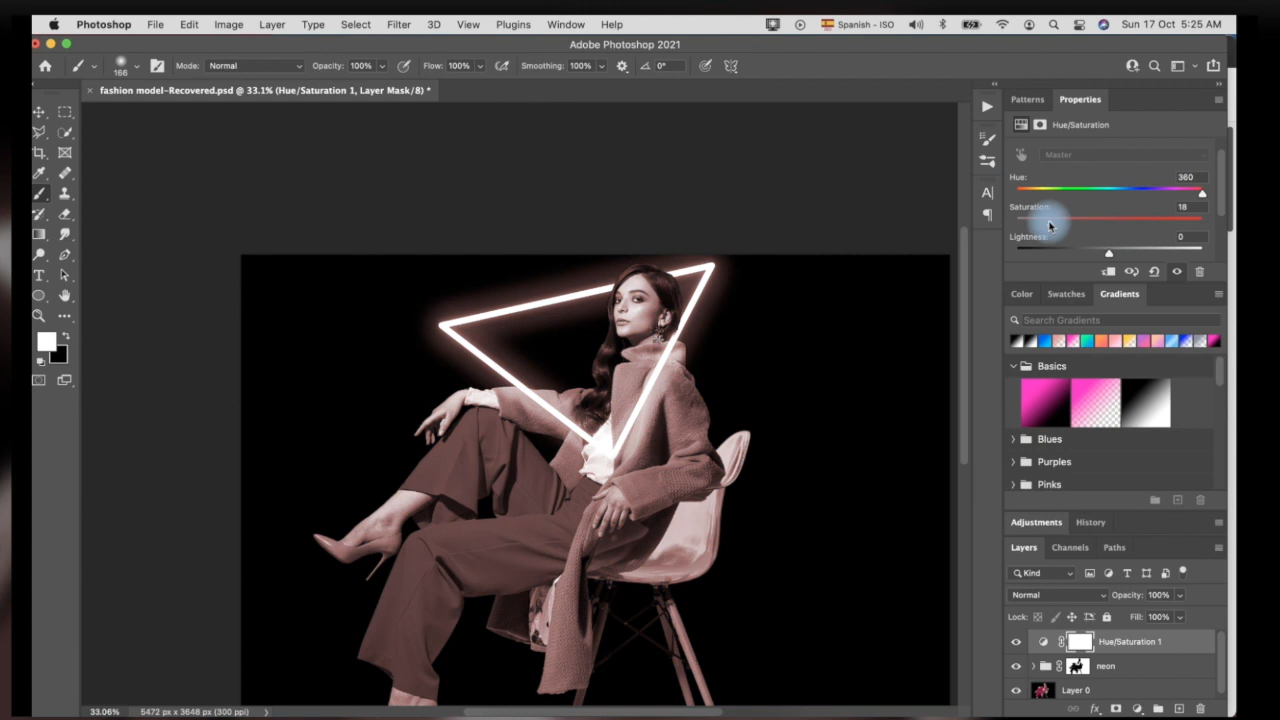 Photoshop File Edit Image Layer Type Select Filter 3D View Plugins Window Help Spanish - ISO Sun 17 Oct 5:25 AM
Adobe Photoshop 2021
166 Mode: Normal Opacity: 100% Flow: 100% Smoothing: 100% 0°
× fashion model-Recovered.psd @ 33.1% (Hue/Saturation 1, Layer Mask/8) *
Patterns Properties
Hue/Saturation
Master
Hue: 360
Saturation: 18
Lightness: 0
Color Swatches Gradients
Search Gradients
Basics
Blues
Purples
Pinks
Adjustments History
Layers Channels Paths
Kind
Normal Opacity: 100%
Lock: Fill: 100%
Hue/Saturation 1
neon
Layer 0
fx
33.06% 5472 px x 3648 px (300 ppi)